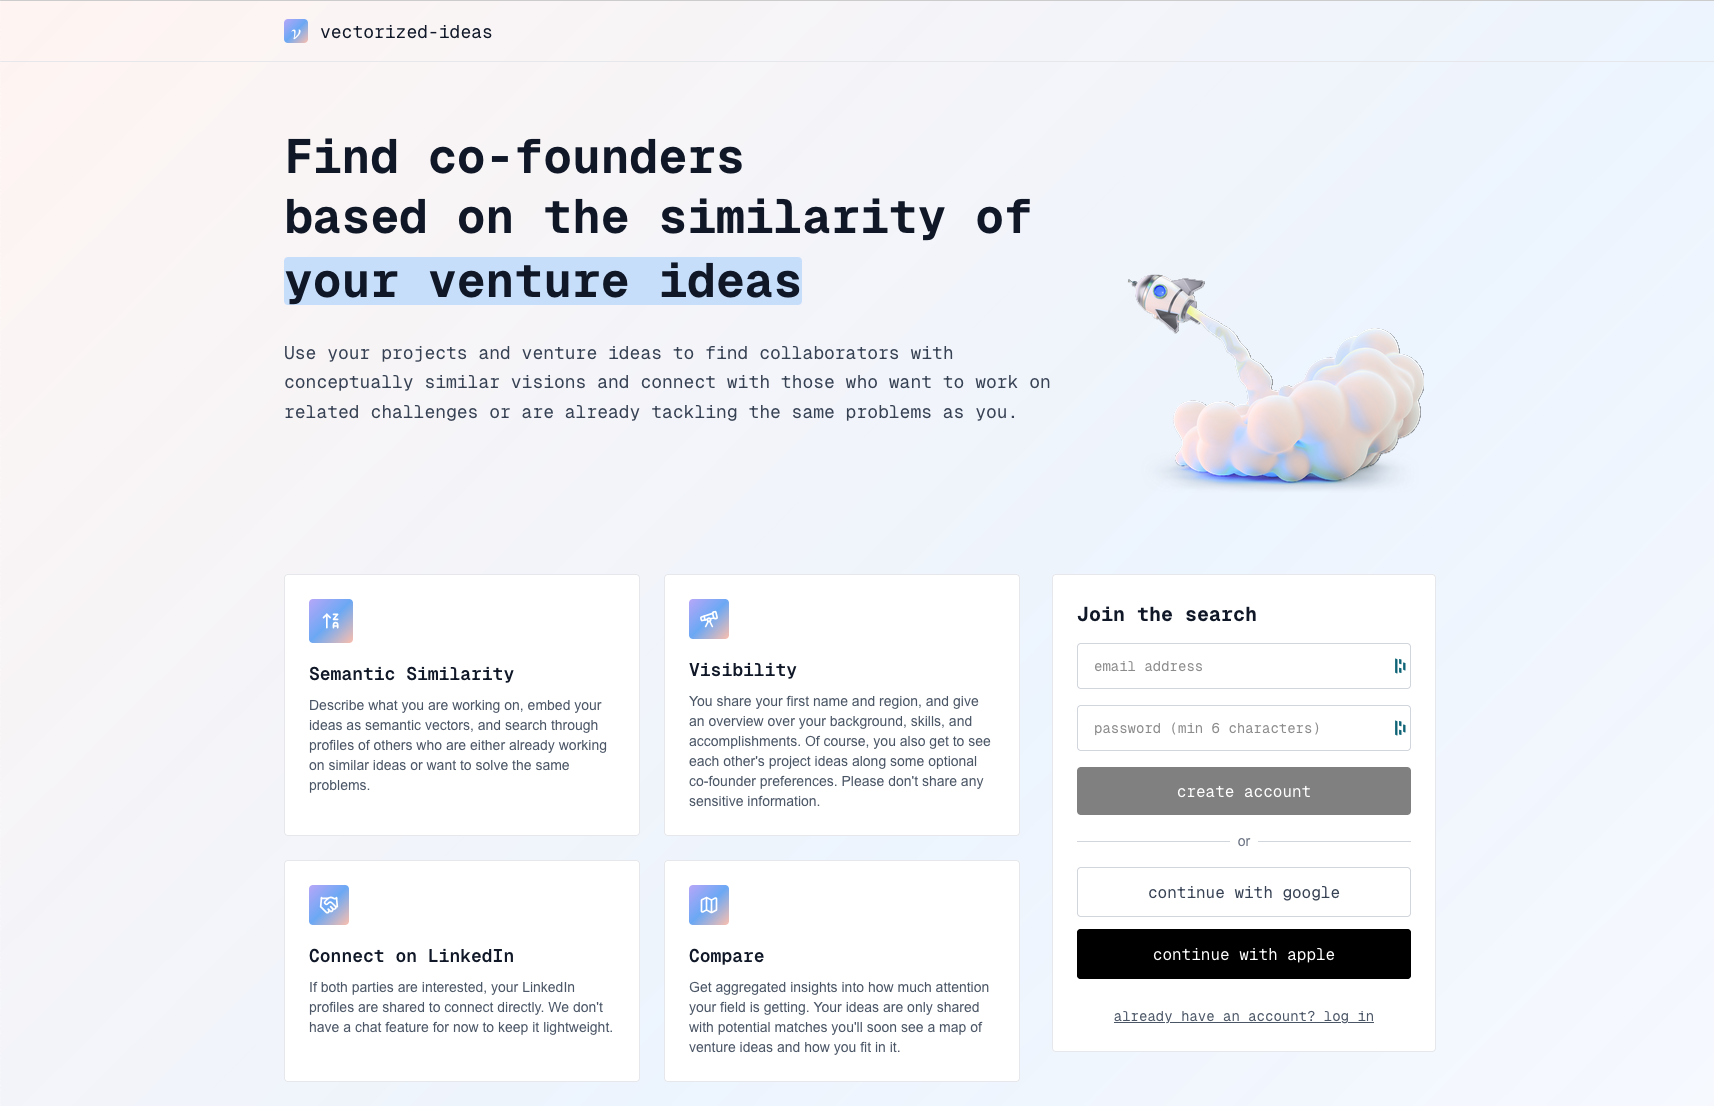 vectorized-ideas
Find co-founders
based on the similarity of
your venture ideas
Use your projects and venture ideas to find collaborators with
conceptually similar visions and connect with those who want to work on
related challenges or are already tackling the same problems as you.
Semantic Similarity
Describe what you are working on, embed your
ideas as semantic vectors, and search through
profiles of others who are either already working
on similar ideas or want to solve the same
problems.
Visibility
You share your first name and region, and give
an overview over your background, skills, and
accomplishments. Of course, you also get to see
each other's project ideas along some optional
co-founder preferences. Please don't share any
sensitive information.
Connect on LinkedIn
If both parties are interested, your LinkedIn
profiles are shared to connect directly. We don't
have a chat feature for now to keep it lightweight.
Compare
Get aggregated insights into how much attention
your field is getting. Your ideas are only shared
with potential matches you'll soon see a map of
venture ideas and how you fit in it.
Join the search
email address
password (min 6 characters)
create account
or
continue with google
continue with apple
already have an account? log in